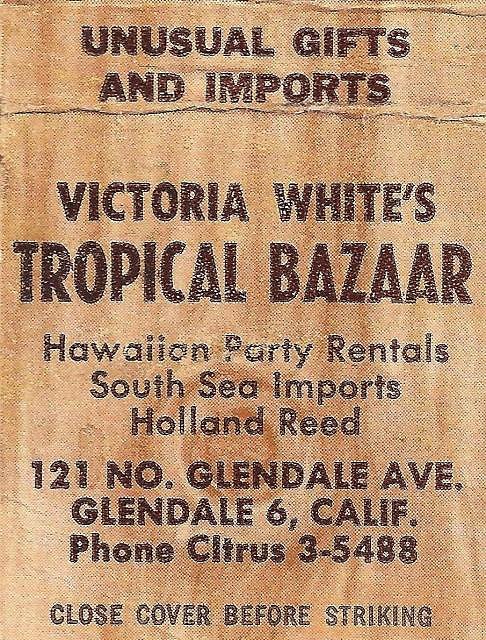 UNUSUAL GIFTS
AND IMPORTS
VICTORIA WHITE'S
TROPICAL BAZAAR
Hawaiian Party Rentals
South Sea Imports
Holland Reed
121 NO. GLENDALE AVE.
GLENDALE 6, CALIF.
Phone CItrus 3-5488
CLOSE COVER BEFORE STRIKING